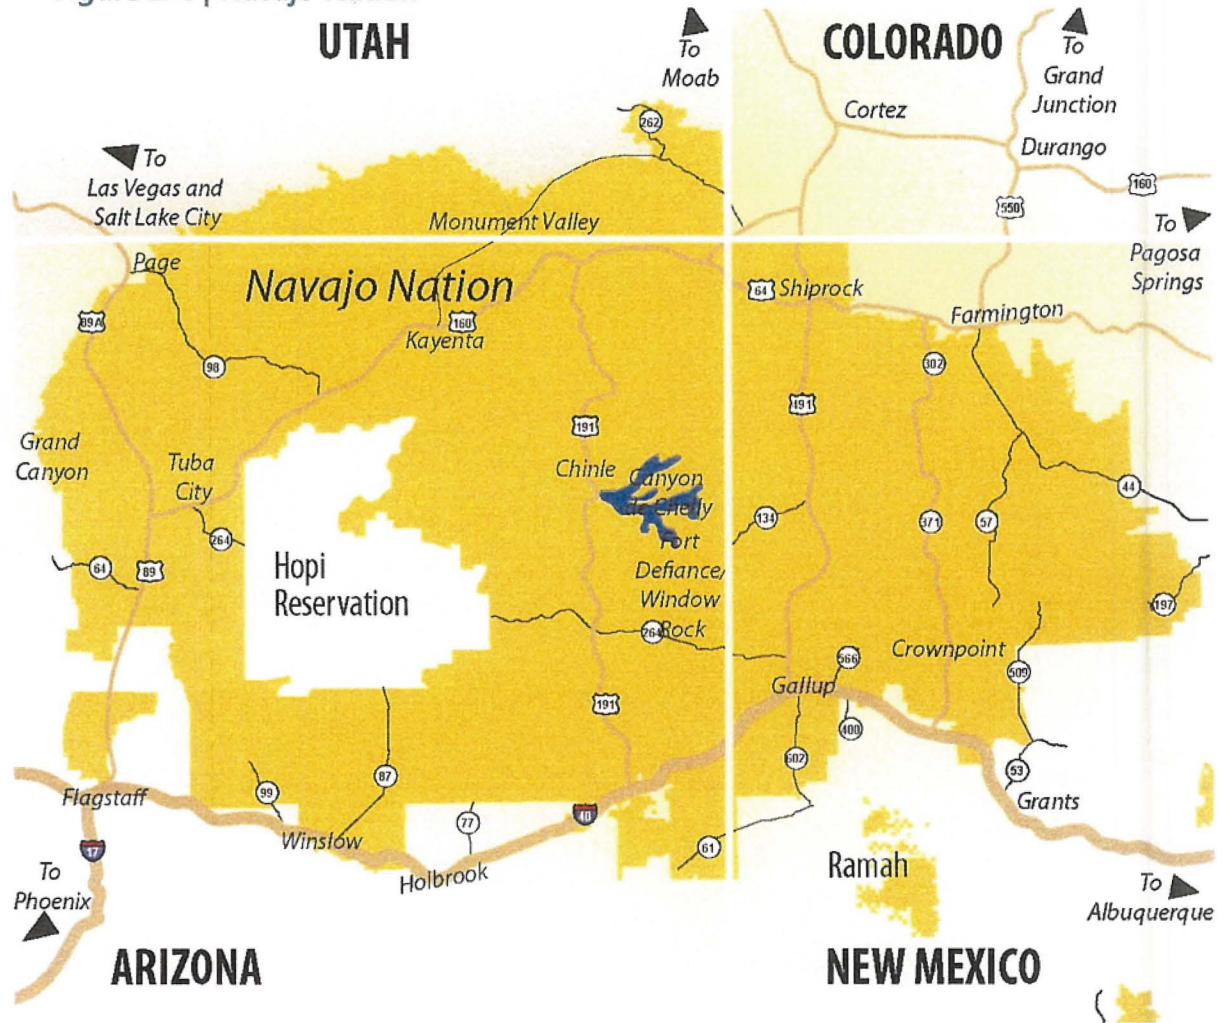 UTAH
COLORADO
To
Moab
To
Grand
Junction
Cortez
262
Durango
To
Las Vegas and
Salt Lake City
160
550
Monument Valley
To
Pagosa
Springs
Page
Navajo Nation
64
Shiprock
89A
160
Farmington
Kayenta
98
302
491
191
Grand
Canyon
Tuba
City
Chinle
Canyon
de Chelly
44
134
371
57
264
Fort
Defiance/
Window
Rock
64
89
Hopi
Reservation
197
264
Crownpoint
566
509
Gallup
191
400
602
53
87
99
Flagstaff
Grants
77
40
Winslow
17
61
Holbrook
Ramah
To
Phoenix
To
Albuquerque
ARIZONA
NEW MEXICO